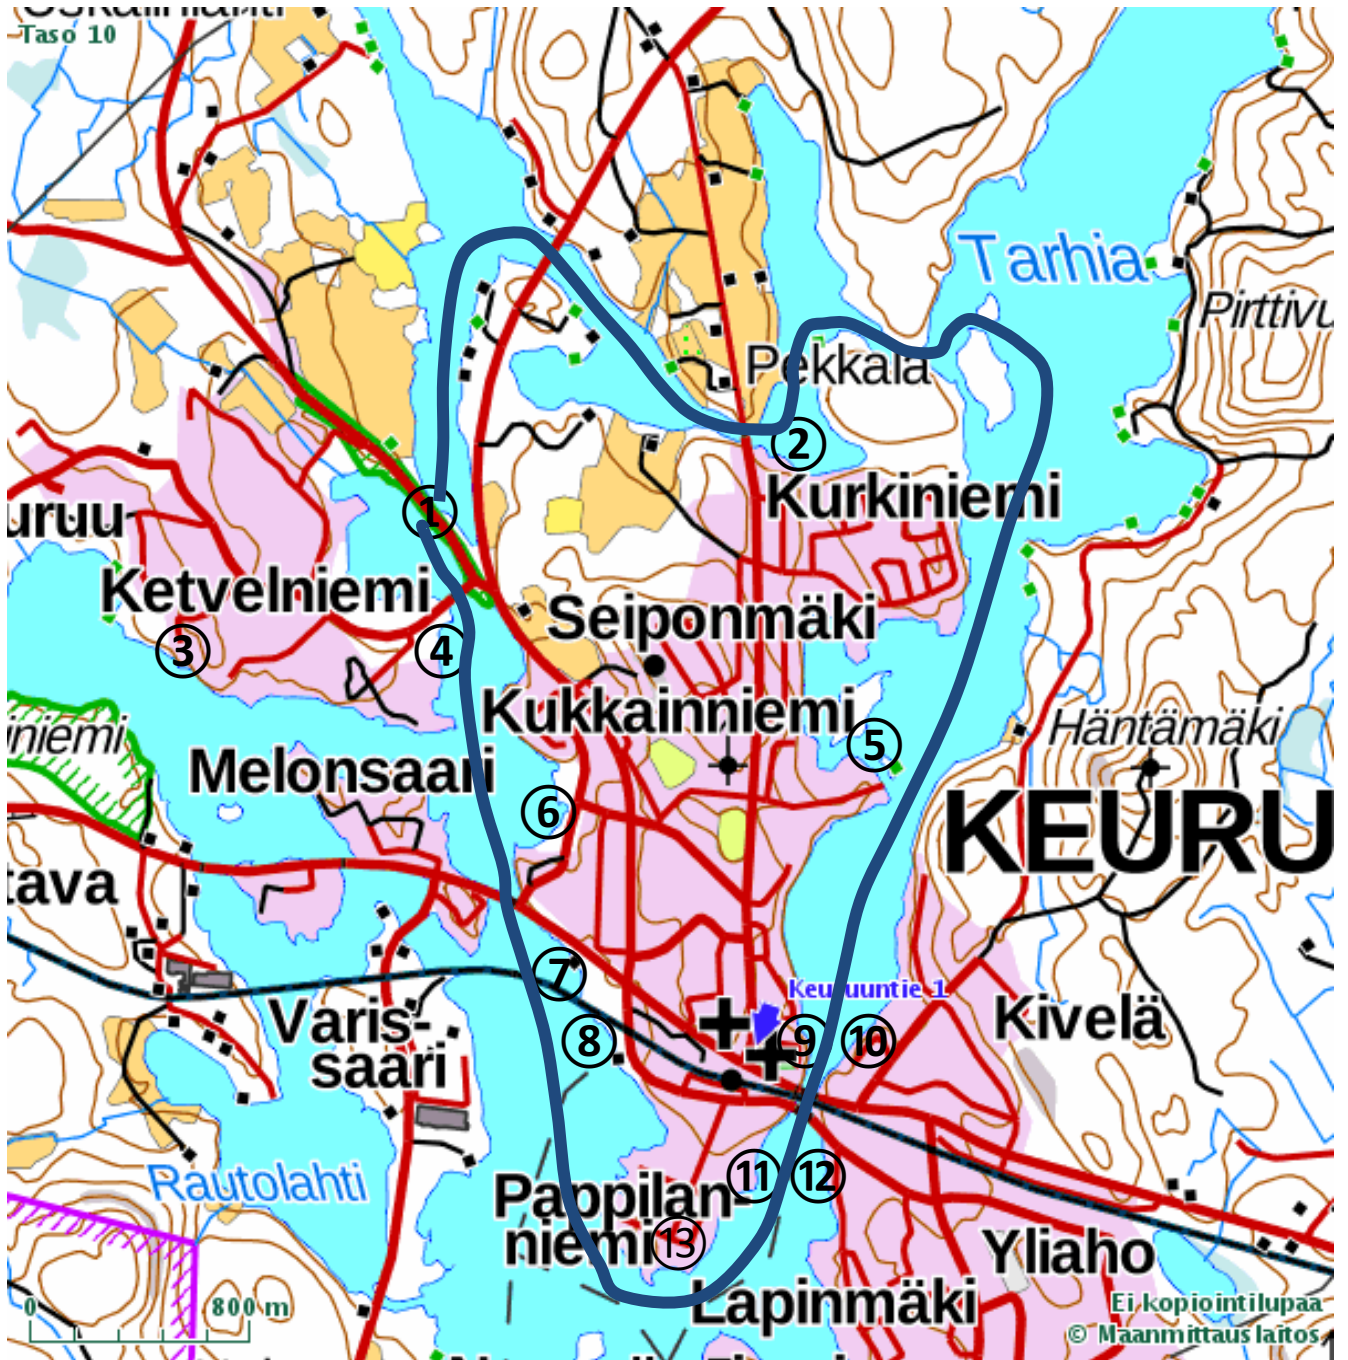 Taso 10
Tarhia
Pirttivu
Pekkala
2
Kurkiniemi
1
uruu
Ketvelniemi
Seiponmäki
3
4
Kukkainniemi
iniemi
Häntämäki
5
Melonsaari
6
KEURU
tava
7
Keuruuntie 1
Varis-
saari
8
9
10
Kivelä
Rautolahti
Pappilan-
niemi
11
12
13
Yliaho
Lapinmäki
0
800 m
Ei kopiointilupaa
© Maanmittauslaitos